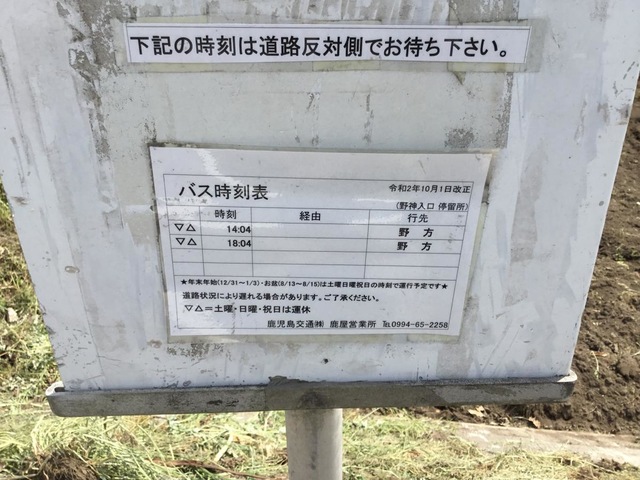 下記の時刻は道路反対側でお待ち下さい。
バス時刻表 令和2年10月1日改正
(野神入口 停留所)
時刻 経由 行先
▽△ 14:04 野方
▽△ 18:04 野方
★年末年始(12/31~1/3)・お盆(8/13~8/15)は土曜日曜祝日の時刻で運行予定です★
道路状況により遅れる場合があります。ご了承ください。
▽△=土曜・日曜・祝日は運休
鹿児島交通㈱ 鹿屋営業所 ℡0994-65-2258